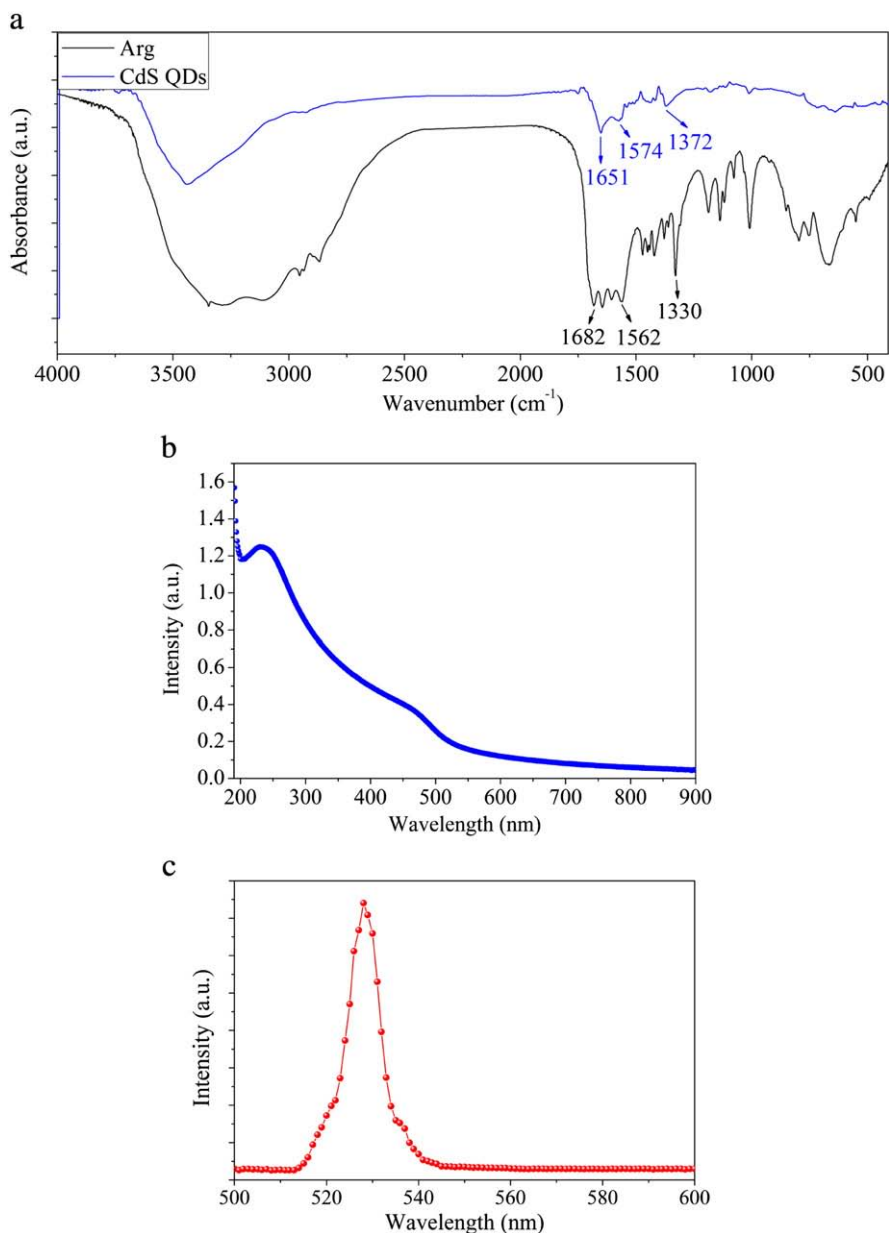 a
Arg
CdS QDs
Absorbance (a.u.)
1651
1574
1372
1682
1562
1330
4000 3500 3000 2500 2000 1500 1000 500
Wavenumber (cm⁻¹)
b
Intensity (a.u.)
1.6
1.4
1.2
1.0
0.8
0.6
0.4
0.2
0.0
200 300 400 500 600 700 800 900
Wavelength (nm)
c
Intensity (a.u.)
500 520 540 560 580 600
Wavelength (nm)